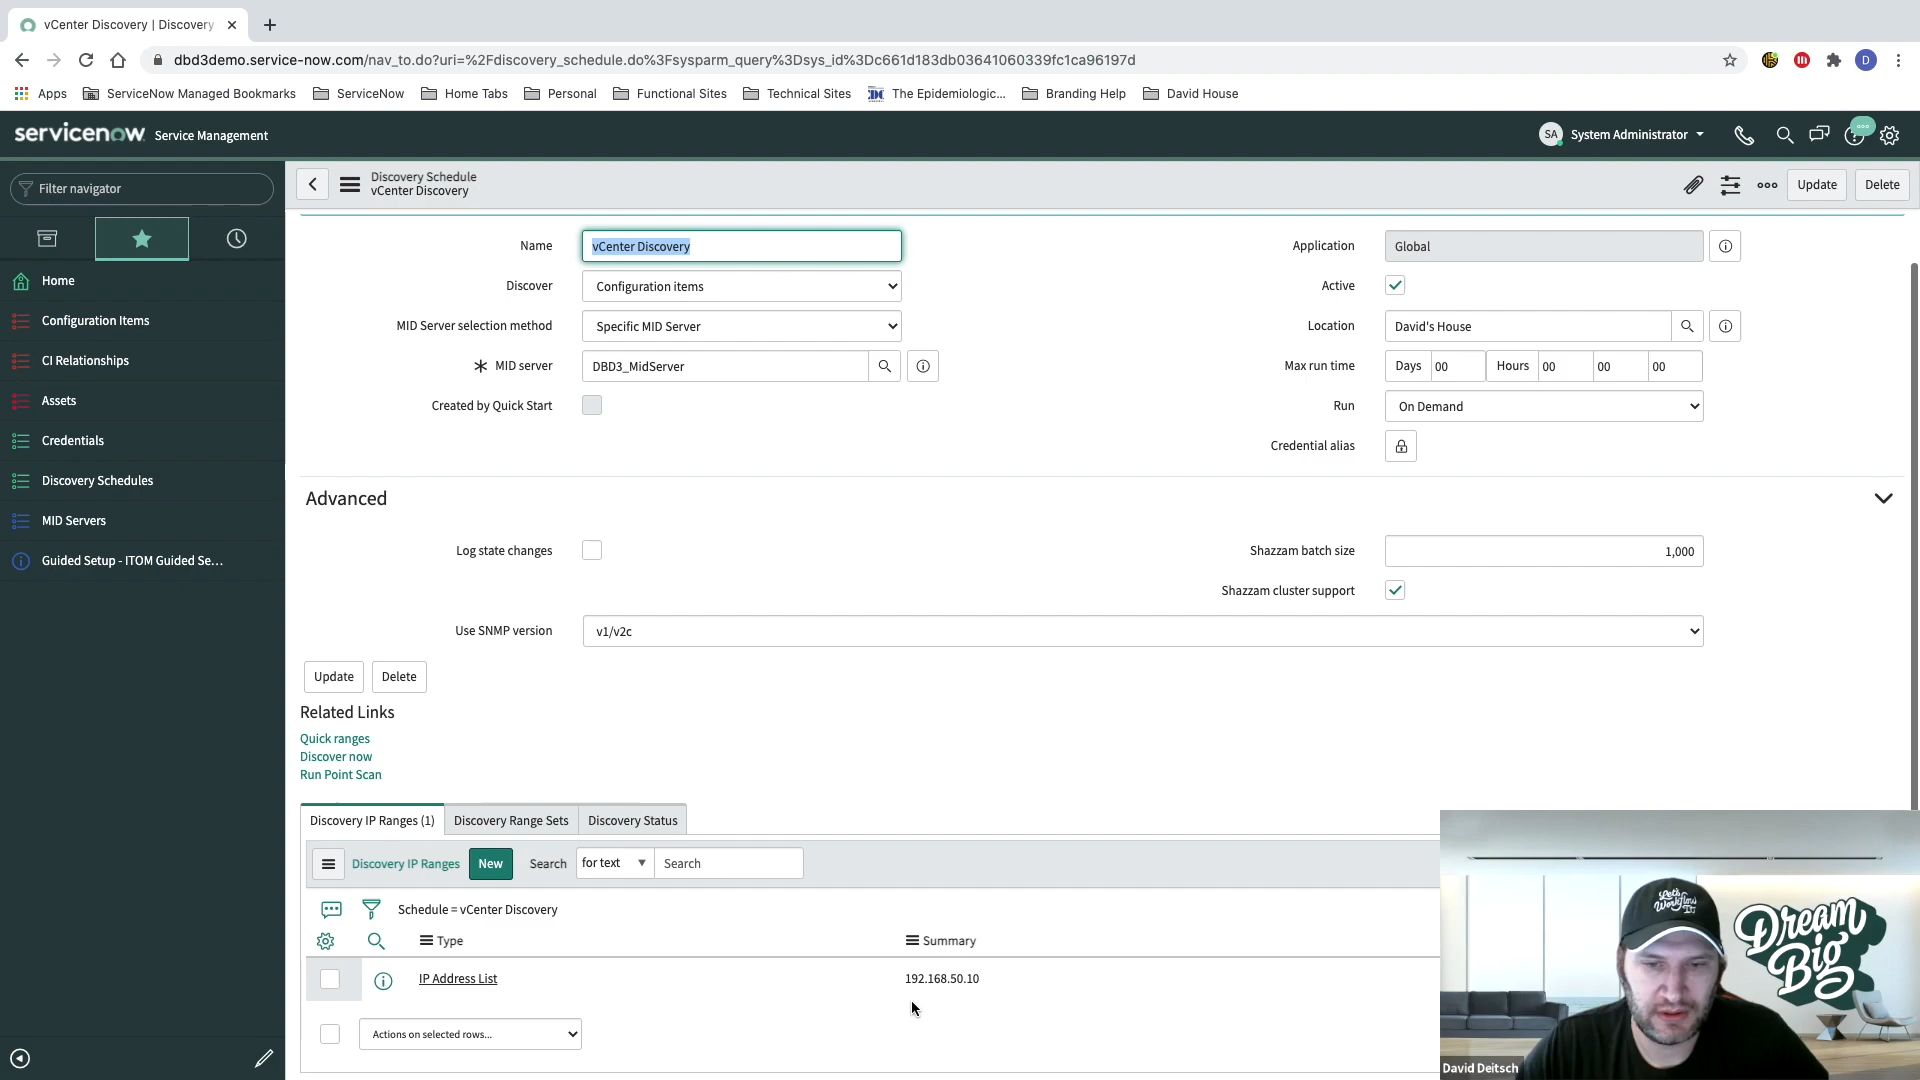 vCenter Discovery | Discovery
dbd3demo.service-now.com/nav_to.do?uri=%2Fdiscovery_schedule.do%3Fsysparm_query%3Dsys_id%3Dc661d183db03641060339fc1ca96197d
D
Apps
ServiceNow Managed Bookmarks
ServiceNow
Home Tabs
Personal
Functional Sites
Technical Sites
The Epidemiologic...
Branding Help
David House
servicenow Service Management
SA System Administrator
Filter navigator
Home
Configuration Items
CI Relationships
Assets
Credentials
Discovery Schedules
MID Servers
Guided Setup - ITOM Guided Se...
Discovery Schedule
vCenter Discovery
Update
Delete
Name vCenter Discovery
Application Global
Discover Configuration items
Active
MID Server selection method Specific MID Server
Location David's House
MID server DBD3_MidServer
Max run time Days 00 Hours 00 00 00
Created by Quick Start
Run On Demand
Credential alias
Advanced
Log state changes
Shazzam batch size 1,000
Shazzam cluster support
Use SNMP version v1/v2c
Update Delete
Related Links
Quick ranges
Discover now
Run Point Scan
Discovery IP Ranges (1) Discovery Range Sets Discovery Status
Discovery IP Ranges New Search for text Search
Schedule = vCenter Discovery
Type Summary
IP Address List 192.168.50.10
Actions on selected rows...
Let's
Workflow
It
Dream
Big
David Deitsch